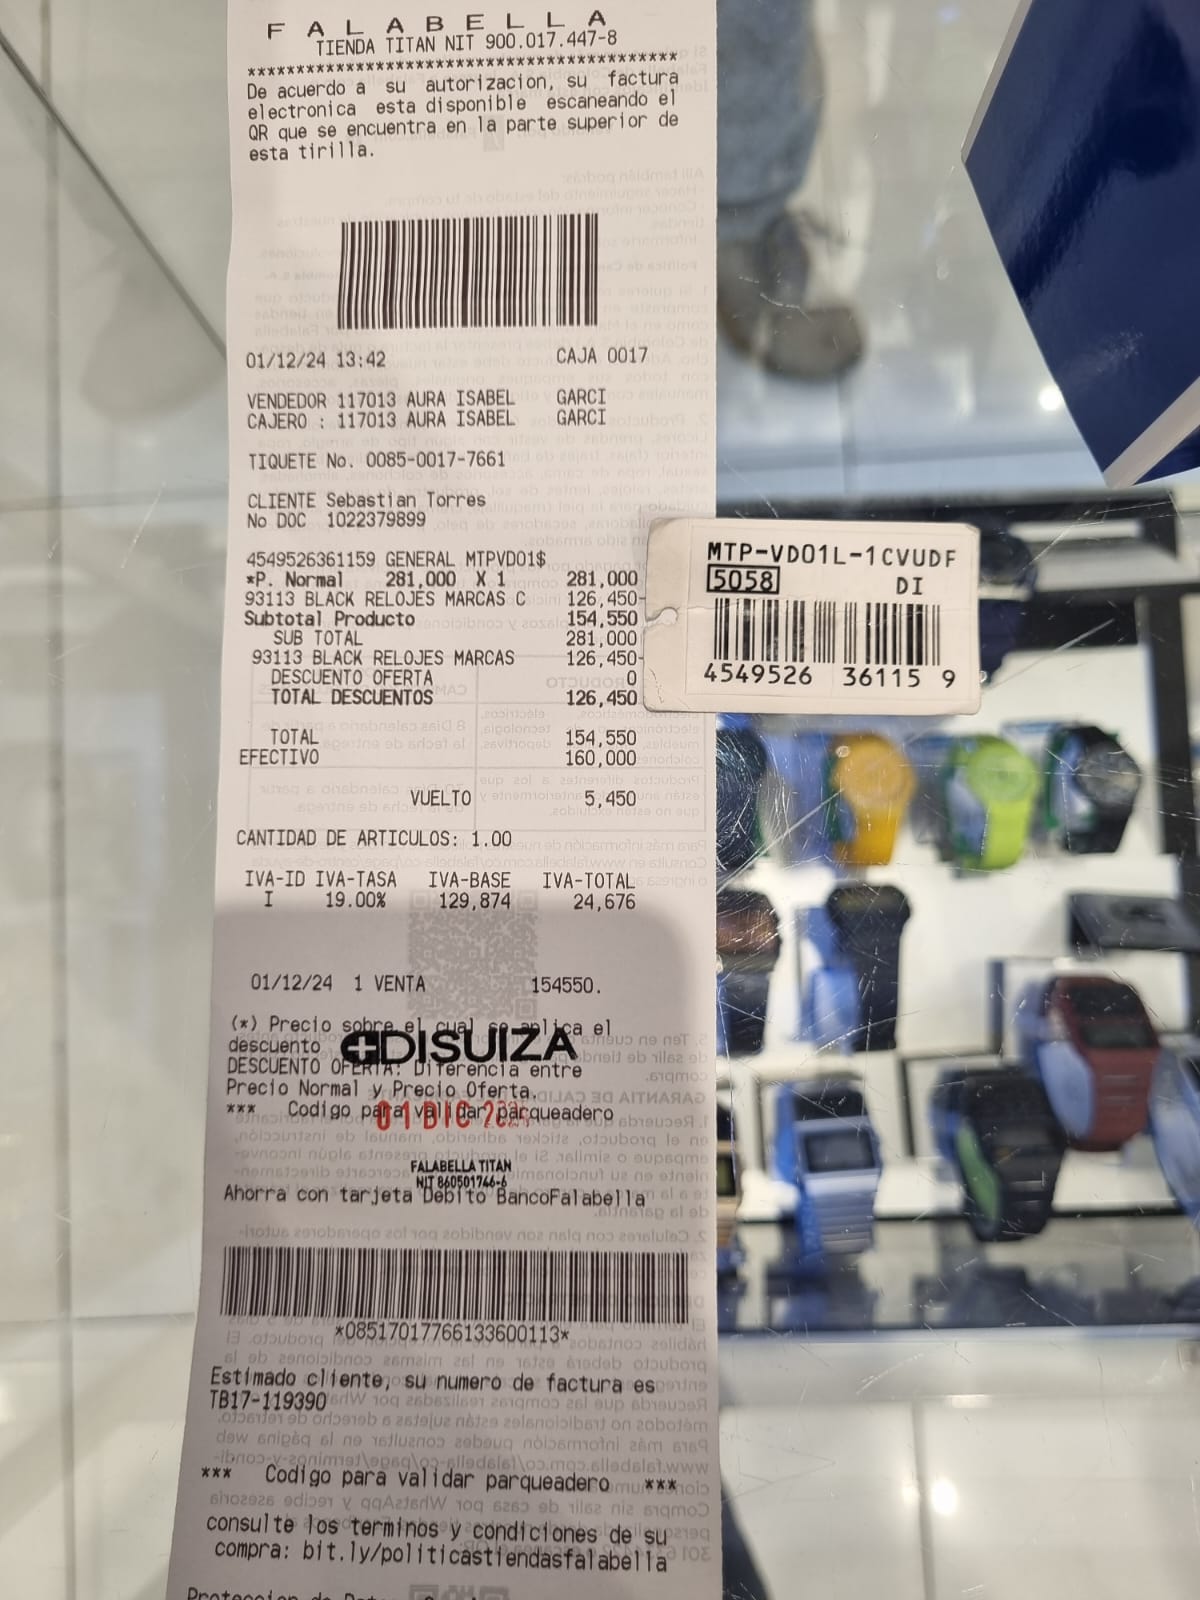 FALABELLA
TIENDA TITAN NIT 900.017.447-8
******************************************
De acuerdo a su autorizacion, su factura
electronica esta disponible escaneando el
QR que se encuentra en la parte superior de
esta tirilla.
01/12/24 13:42 CAJA 0017
VENDEDOR 117013 AURA ISABEL GARCI
CAJERO : 117013 AURA ISABEL GARCI
TIQUETE No. 0085-0017-7661
CLIENTE Sebastian Torres
No DOC 1022379899
4549526361159 GENERAL MTPVD01$
*P. Normal 281,000 X 1 281,000
93113 BLACK RELOJES MARCAS C 126,450-
Subtotal Producto 154,550
SUB TOTAL 281,000
93113 BLACK RELOJES MARCAS 126,450-
DESCUENTO OFERTA 0
TOTAL DESCUENTOS 126,450
TOTAL 154,550
EFECTIVO 160,000
VUELTO 5,450
CANTIDAD DE ARTICULOS: 1.00
IVA-ID IVA-TASA IVA-BASE IVA-TOTAL
I 19.00% 129,874 24,676
01/12/24 1 VENTA 154550.
(*) Precio sobre el cual se aplica el
descuento
DISUIZA
DESCUENTO OFERTA: Diferencia entre
Precio Normal y Precio Oferta.
*** Codigo para validar parqueadero
01 DIC
FALABELLA TITAN
NIT 860501746-6
Ahorra con tarjeta Debito BancoFalabella
*08517017766133600113*
Estimado cliente, su numero de factura es
TB17-119390
*** Codigo para validar parqueadero ***
consulte los terminos y condiciones de su
compra: bit.ly/politicastiendasfalabella
MTP-VD01L-1CVUDF
5058 DI
4549526 36115 9